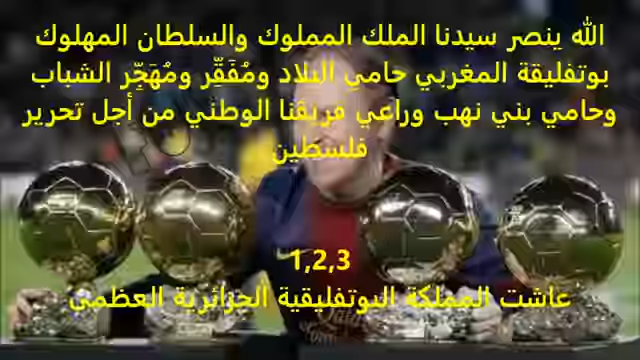 الله ينصر سيدنا الملك المملوك والسلطان المهلوك
بوتفليقة المغربي حامي البلاد ومُفَقِّر ومُهَجِّر الشباب
وحامي بني نهب وراعي فريقنا الوطني من أجل تحرير
فلسطين
1,2,3
عاشت المملكة البوتفليقية الجزائرية العظمى